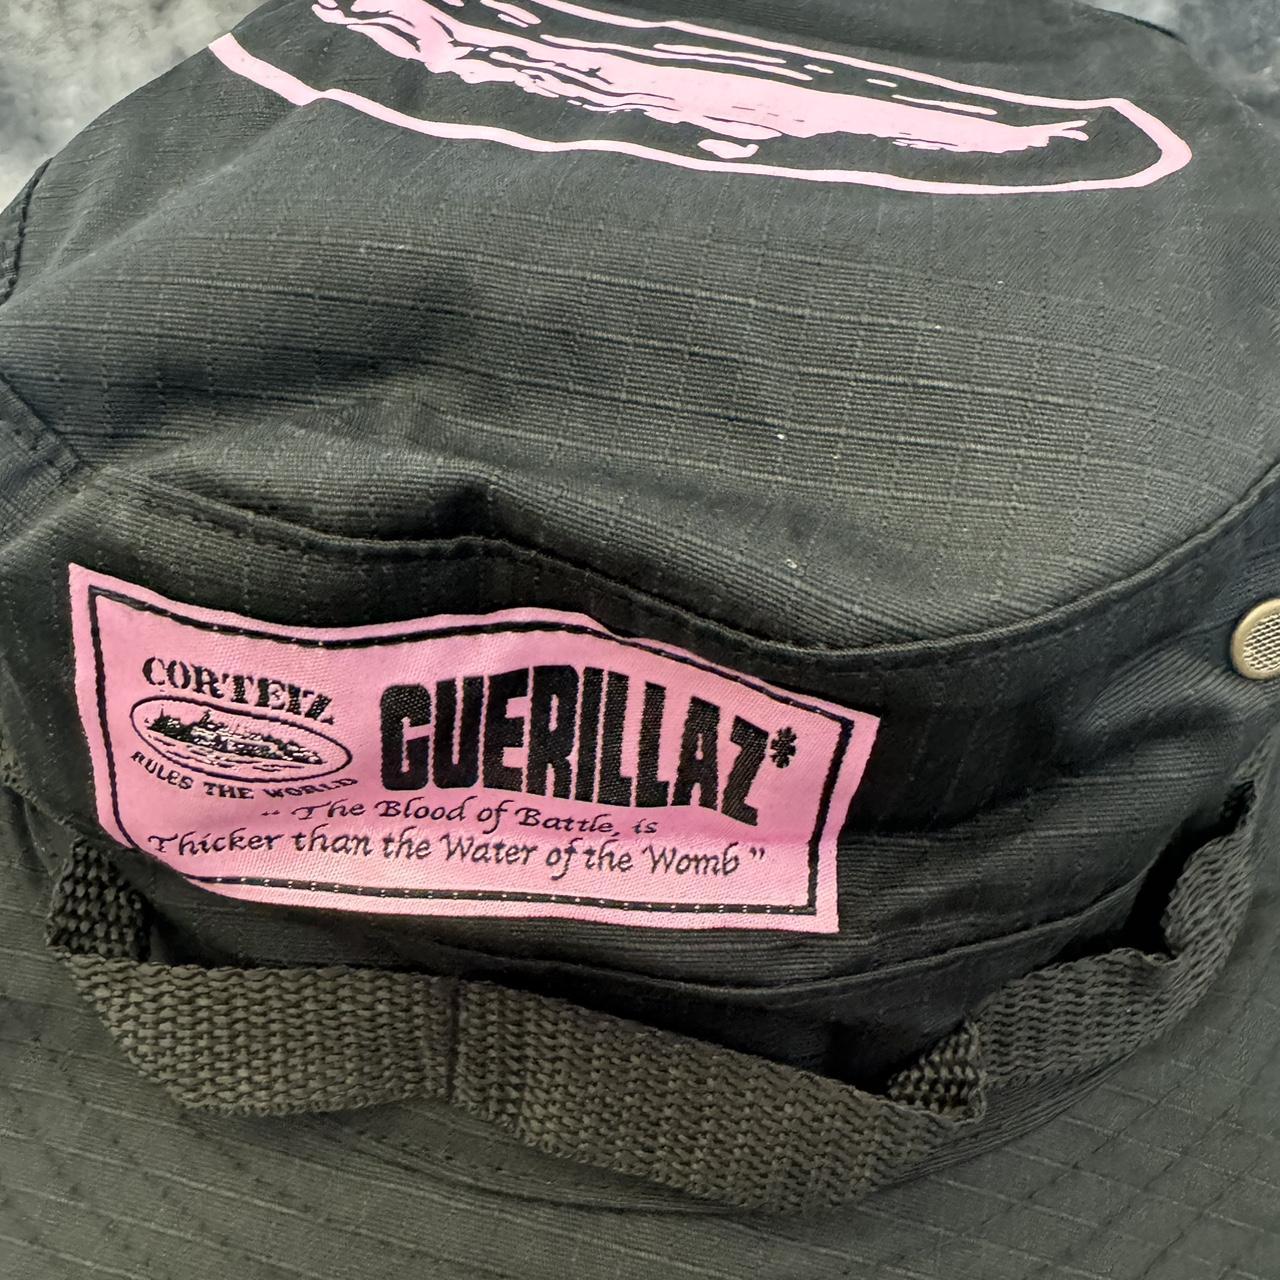 CORTEIZ
RULES THE WORLD
GUERILLAZ*
"The Blood of Battle, is
Thicker than the Water of the Womb"